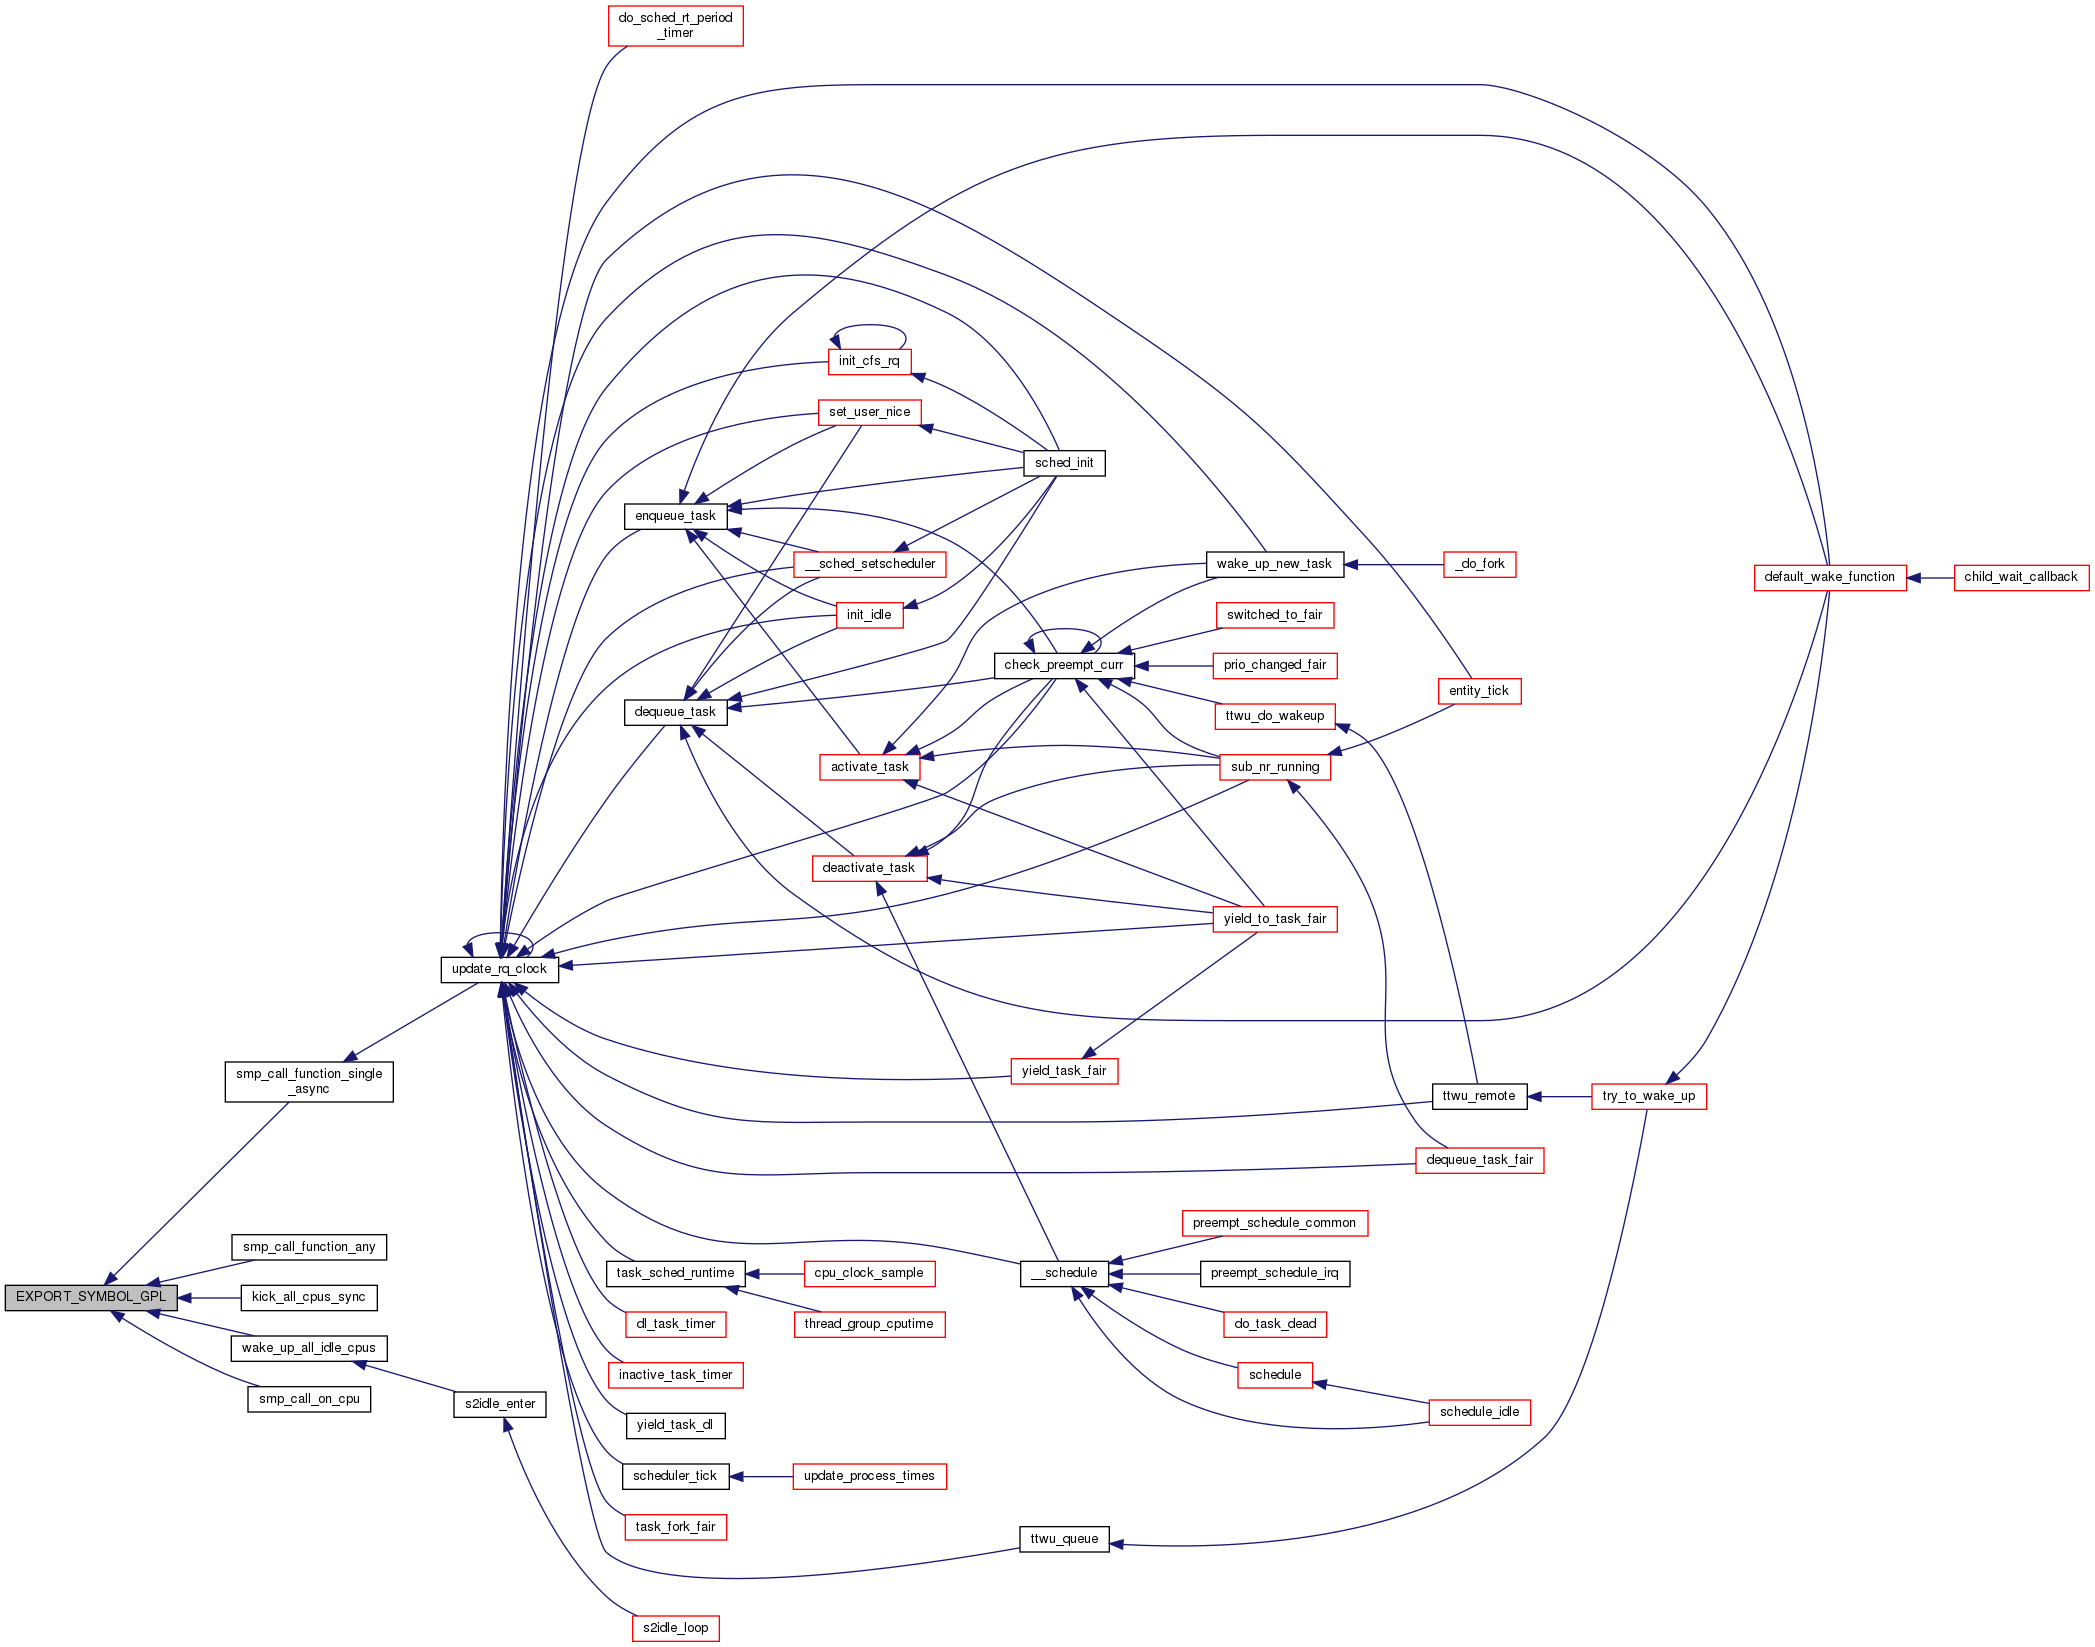 do_sched_rt_period
_timer
init_cfs_rq
set_user_nice
sched_init
enqueue_task
__sched_setscheduler
wake_up_new_task
_do_fork
default_wake_function
child_wait_callback
init_idle
switched_to_fair
check_preempt_curr
prio_changed_fair
entity_tick
dequeue_task
ttwu_do_wakeup
activate_task
sub_nr_running
deactivate_task
yield_to_task_fair
update_rq_clock
smp_call_function_single
_async
yield_task_fair
ttwu_remote
try_to_wake_up
dequeue_task_fair
preempt_schedule_common
smp_call_function_any
task_sched_runtime
cpu_clock_sample
__schedule
preempt_schedule_irq
EXPORT_SYMBOL_GPL
kick_all_cpus_sync
dl_task_timer
thread_group_cputime
do_task_dead
wake_up_all_idle_cpus
inactive_task_timer
schedule
smp_call_on_cpu
s2idle_enter
schedule_idle
yield_task_dl
scheduler_tick
update_process_times
task_fork_fair
ttwu_queue
s2idle_loop